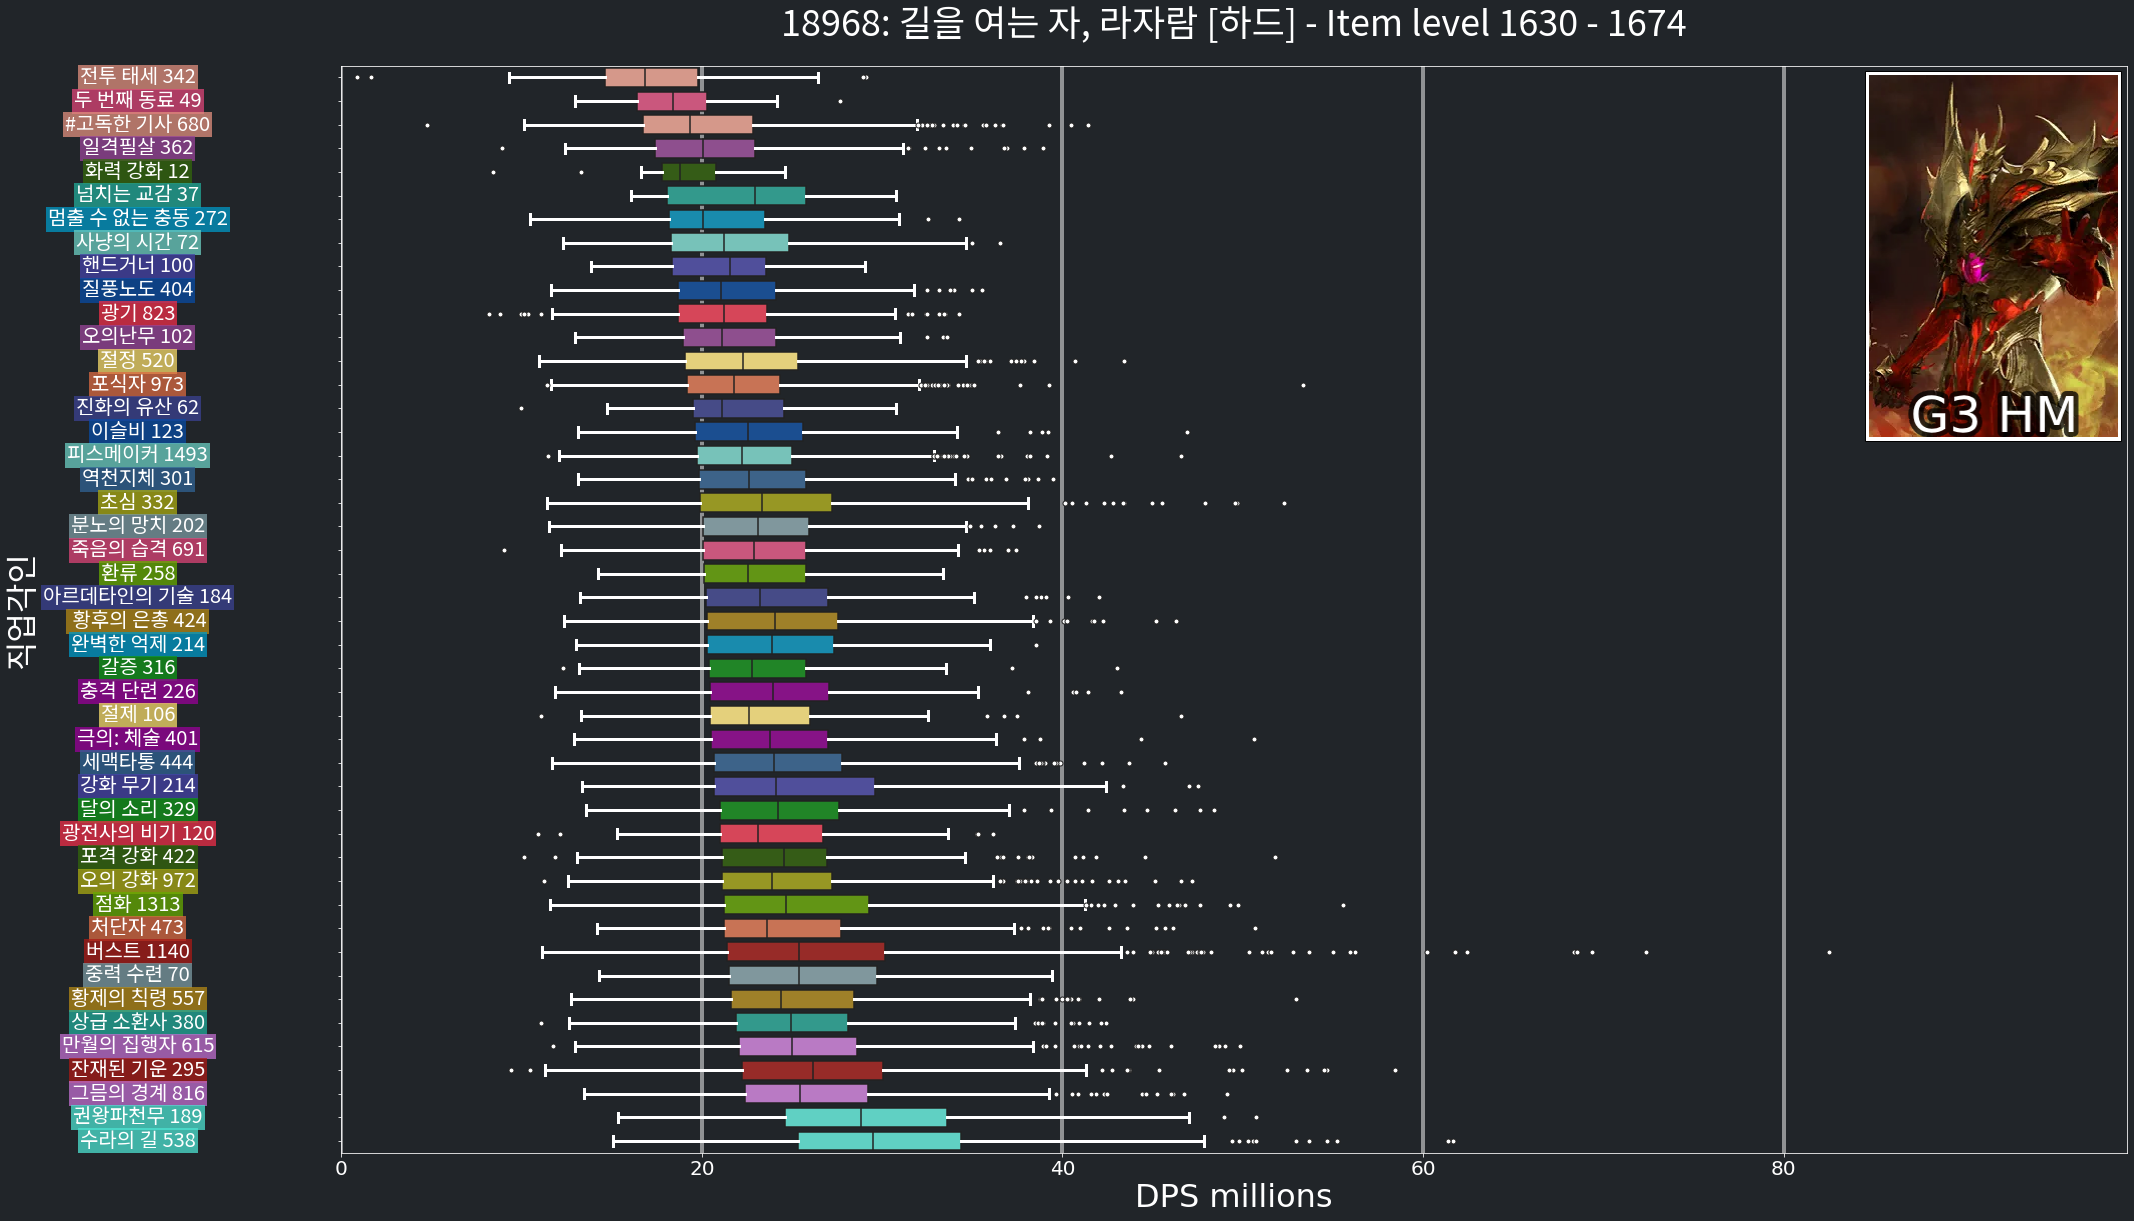 18968: 길을 여는 자, 라자람 [하드] - Item level 1630 - 1674
전투 태세 342
두 번째 동료 49
#고독한 기사 680
일격필살 362
화력 강화 12
넘치는 교감 37
멈출 수 없는 충동 272
사냥의 시간 72
핸드거너 100
질풍노도 404
광기 823
오의난무 102
절정 520
포식자 973
진화의 유산 62
이슬비 123
피스메이커 1493
역천지체 301
초심 332
분노의 망치 202
죽음의 습격 691
환류 258
아르데타인의 기술 184
황후의 은총 424
완벽한 억제 214
갈증 316
충격 단련 226
절제 106
극의: 체술 401
세맥타통 444
강화 무기 214
달의 소리 329
광전사의 비기 120
포격 강화 422
오의 강화 972
점화 1313
처단자 473
버스트 1140
중력 수련 70
황제의 칙령 557
상급 소환사 380
만월의 집행자 615
잔재된 기운 295
그믐의 경계 816
권왕파천무 189
수라의 길 538
직업각인
G3 HM
0 20 40 60 80
DPS millions